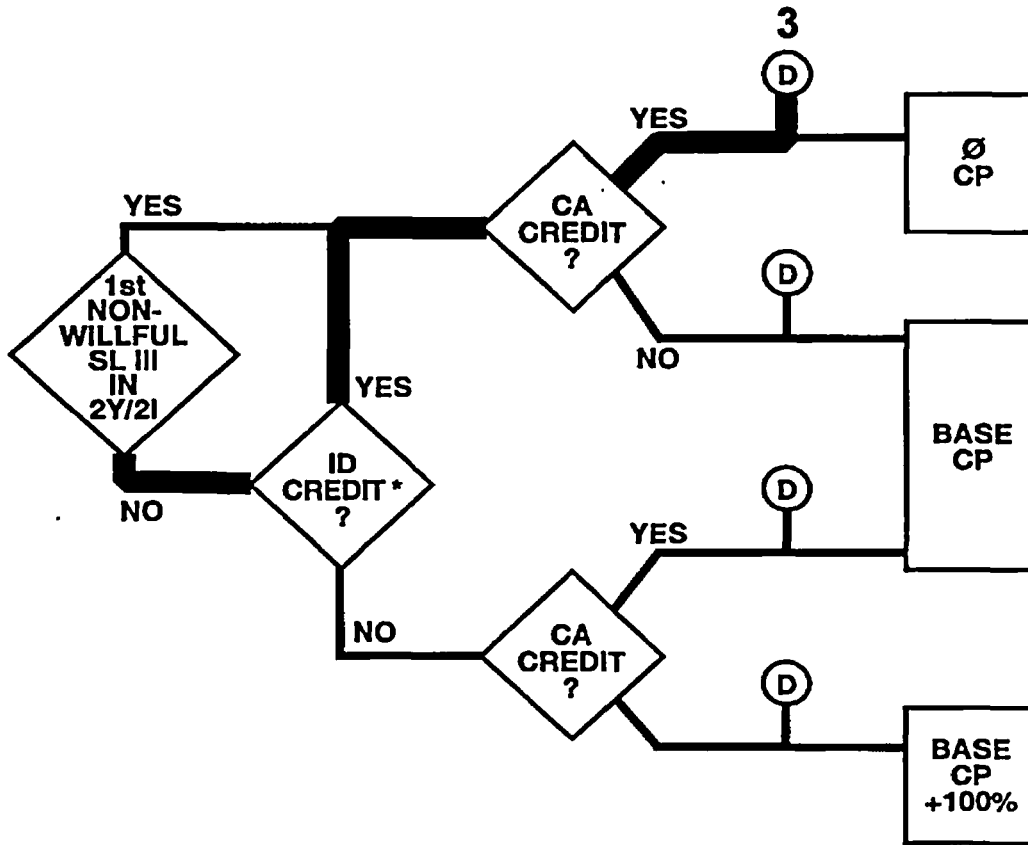 3
D
YES
Ø
CP
CA
CREDIT
?
YES
D
1st
NON-
WILLFUL
SL III
IN
2Y/2I
NO
YES
BASE
CP
ID
CREDIT*
?
NO
D
YES
NO
CA
CREDIT
?
D
BASE
CP
+100%